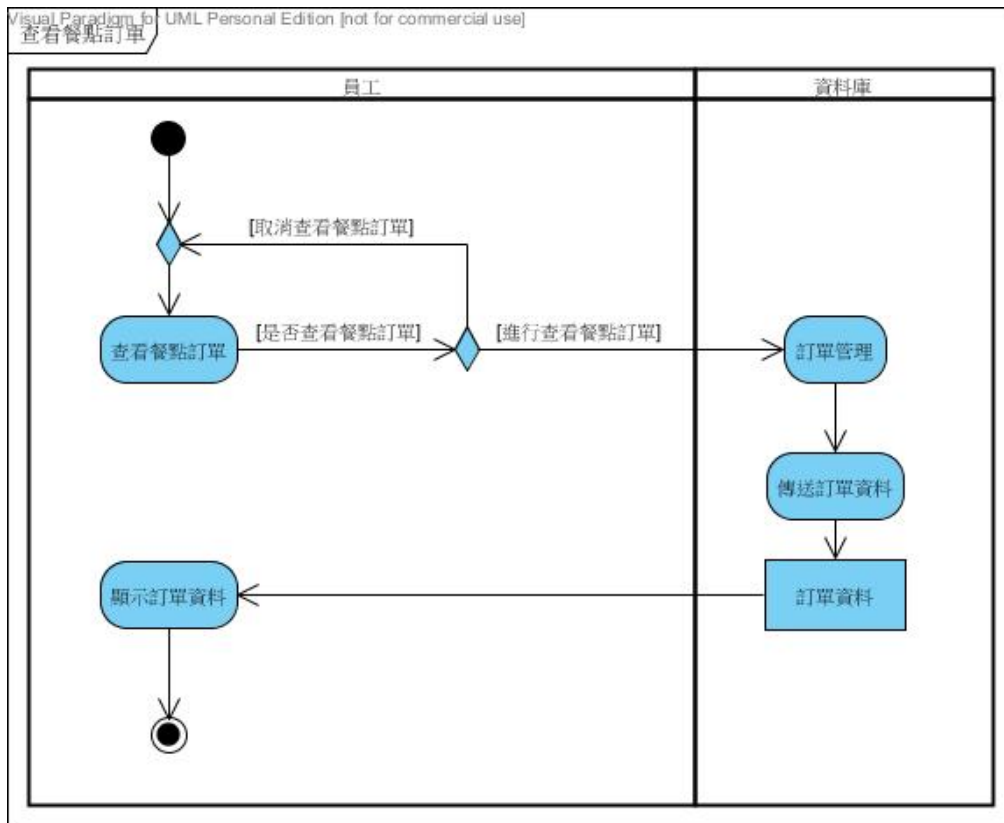 Visual Paradigm for UML Personal Edition [not for commercial use]
查看餐點訂單
員工
資料庫
[取消查看餐點訂單]
查看餐點訂單
[是否查看餐點訂單]
[進行查看餐點訂單]
訂單管理
傳送訂單資料
顯示訂單資料
訂單資料